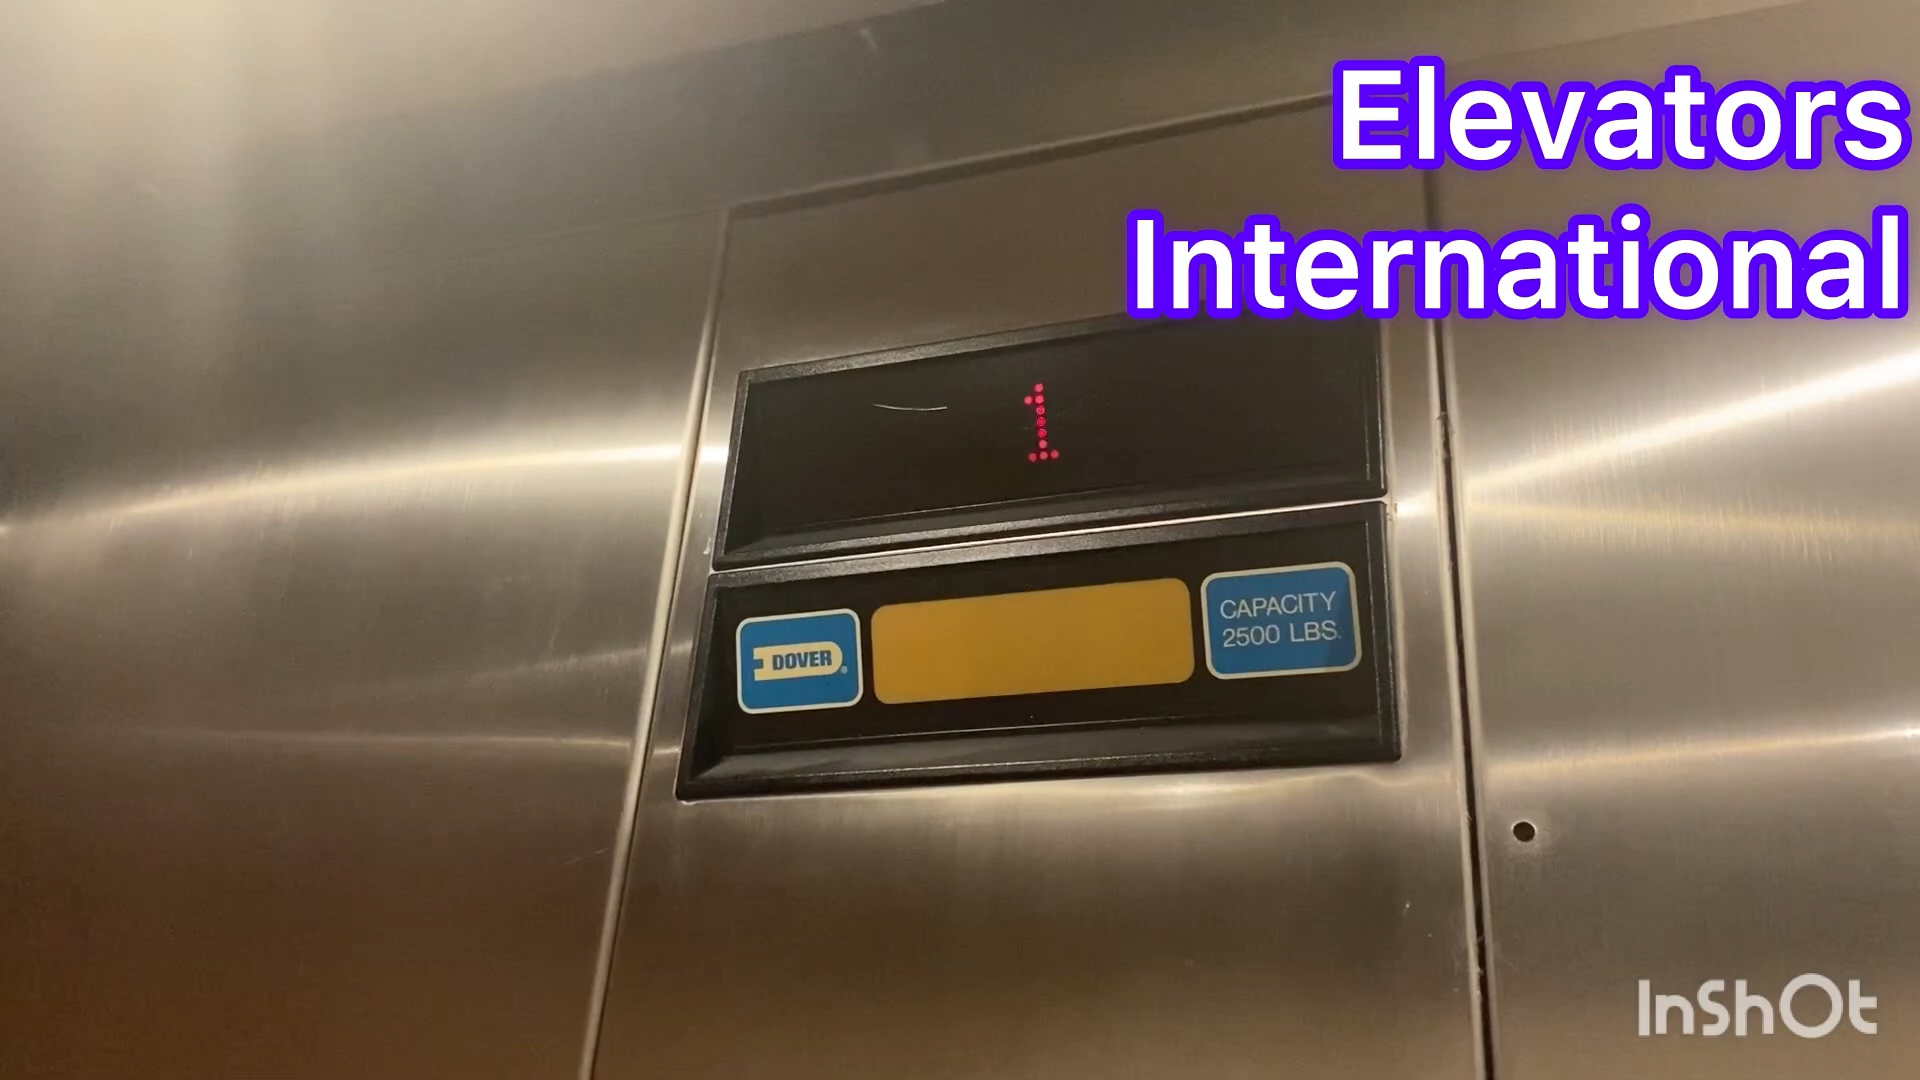 Elevators
International
1
DOVER®
CAPACITY
2500 LBS.
InShOt